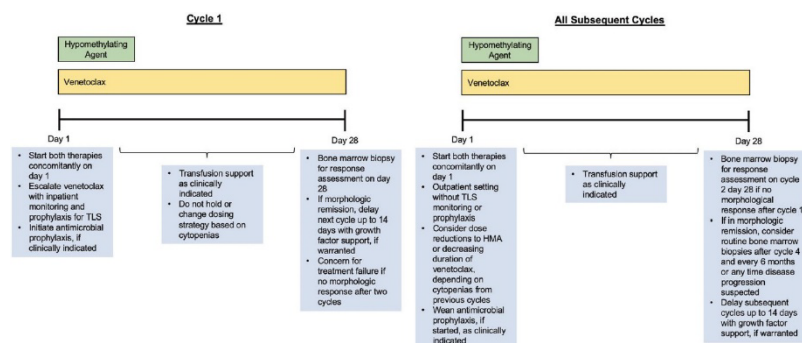 Cycle 1
Hypomethylating
Agent
Venetoclax
Day 1
• Start both therapies
concomitantly on
day 1
• Escalate venetoclax
with inpatient
monitoring and
prophylaxis for TLS
• Initiate antimicrobial
prophylaxis, if
clinically indicated
• Transfusion support
as clinically
indicated
• Do not hold or
change dosing
strategy based on
cytopenias
Day 28
• Bone marrow biopsy
for response
assessment on day
28
• If morphologic
remission, delay
next cycle up to 14
days with growth
factor support, if
warranted
• Concern for
treatment failure if
no morphologic
response after two
cycles
All Subsequent Cycles
Hypomethylating
Agent
Venetoclax
Day 1
• Start both therapies
concomitantly on
day 1
• Outpatient setting
without TLS
monitoring or
prophylaxis
• Consider dose
reductions to HMA
or decreasing
duration of
venetoclax,
depending on
cytopenias from
previous cycles
• Wean antimicrobial
prophylaxis, if
started, as clinically
indicated
• Transfusion support
as clinically
indicated
Day 28
• Bone marrow biopsy
for response
assessment on cycle
2 day 28 if no
morphological
response after cycle 1
• If in morphologic
remission, consider
routine bone marrow
biopsies after cycle 4
and every 6 months
or any time disease
progression
suspected
• Delay subsequent
cycles up to 14 days
with growth factor
support, if warranted